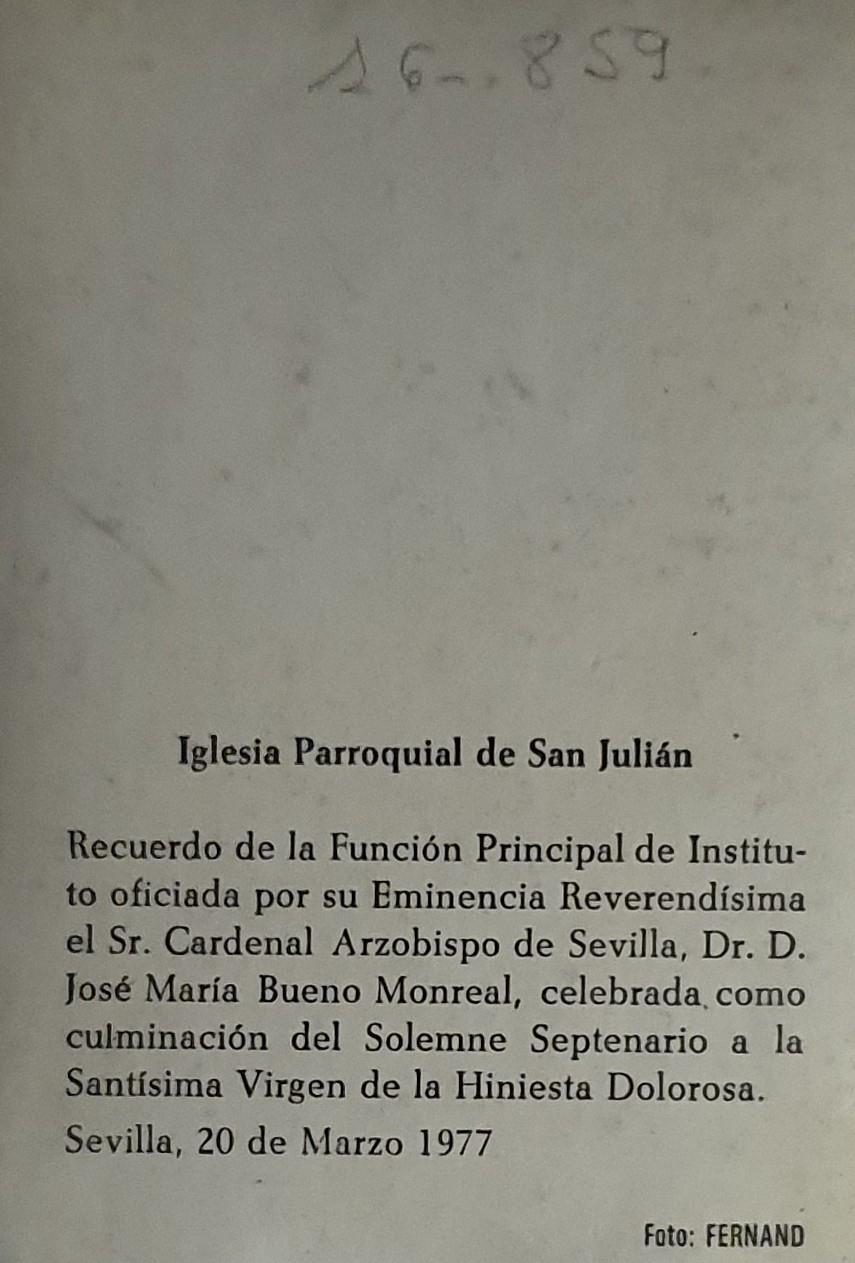 16-.859
Iglesia Parroquial de San Julián
Recuerdo de la Función Principal de Institu-
to oficiada por su Eminencia Reverendísima
el Sr. Cardenal Arzobispo de Sevilla, Dr. D.
José María Bueno Monreal, celebrada como
culminación del Solemne Septenario a la
Santísima Virgen de la Hiniesta Dolorosa.
Sevilla, 20 de Marzo 1977
Foto: FERNAND